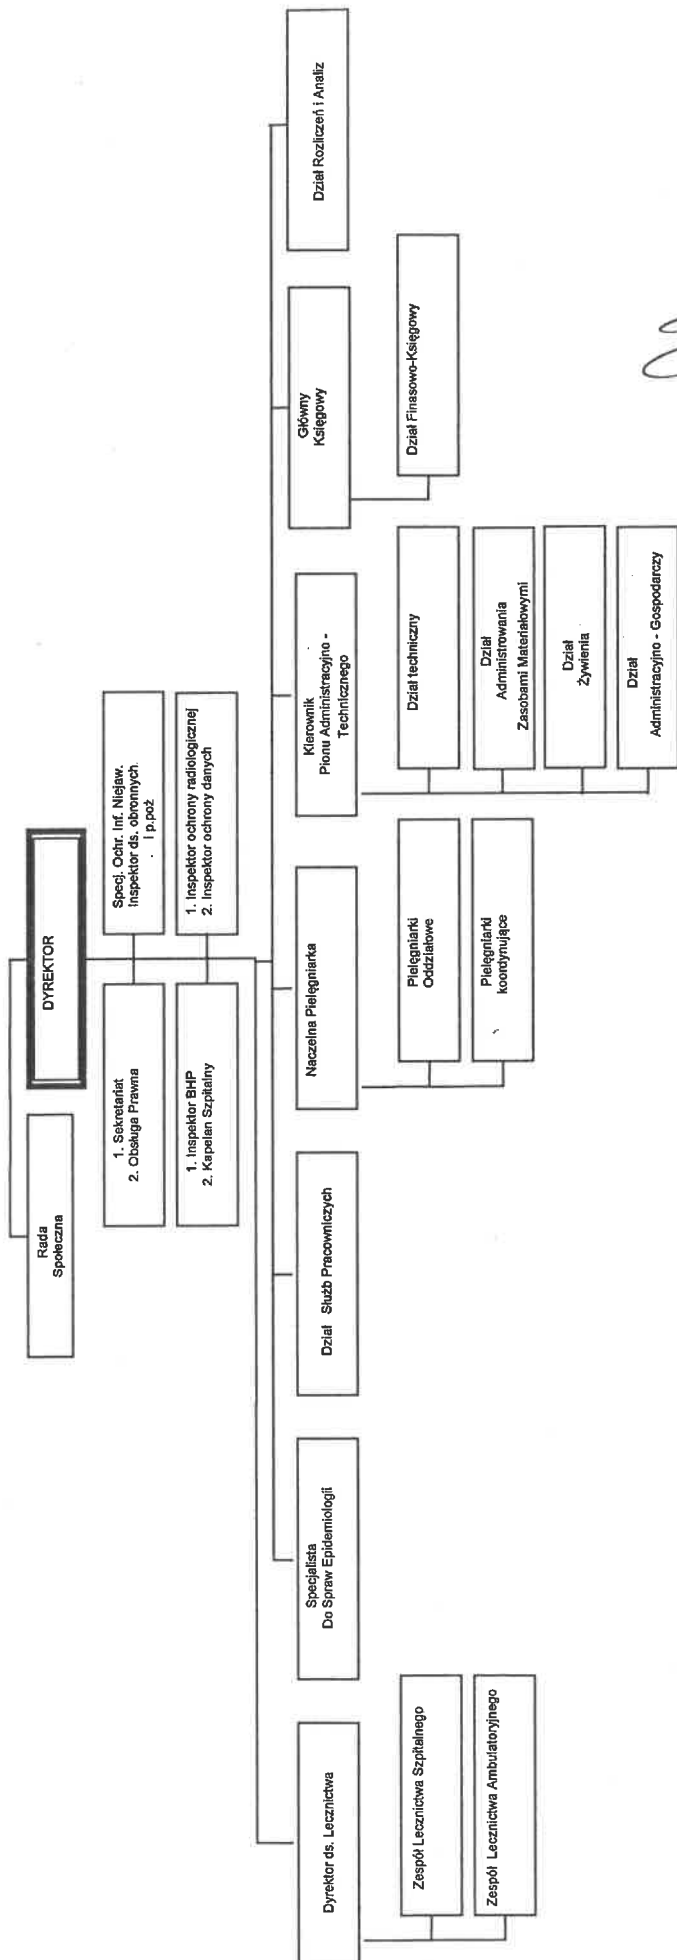 Rada
Społeczna
DYREKTOR
1. Sekretariat
2. Obsługa Prawna
Specj. Ochr. Inf. Niejaw.
Inspektor ds. obronnych
I p.poż
1. Inspektor BHP
2. Kapelan Szpitalny
1. Inspektor ochrony radiologicznej
2. Inspektor ochrony danych
Dyrektor ds. Lecznictwa
Specjalista
Do Spraw Epidemiologii
Dział Służb Pracowniczych
Naczelna Pielęgniarka
Kierownik
Pionu Administracyjno -
Technicznego
Główny
Księgowy
Dział Rozliczeń i Analiz
Zespół Lecznictwa Szpitalnego
Zespół Lecznictwa Ambulatoryjnego
Pielęgniarki
Oddziałowe
Pielęgniarki
koordynujące
Dział techniczny
Dział
Administrowania
Zasobami Materiałowymi
Dział
Żywienia
Dział
Administracyjno - Gospodarczy
Dział Finasowo-Księgowy